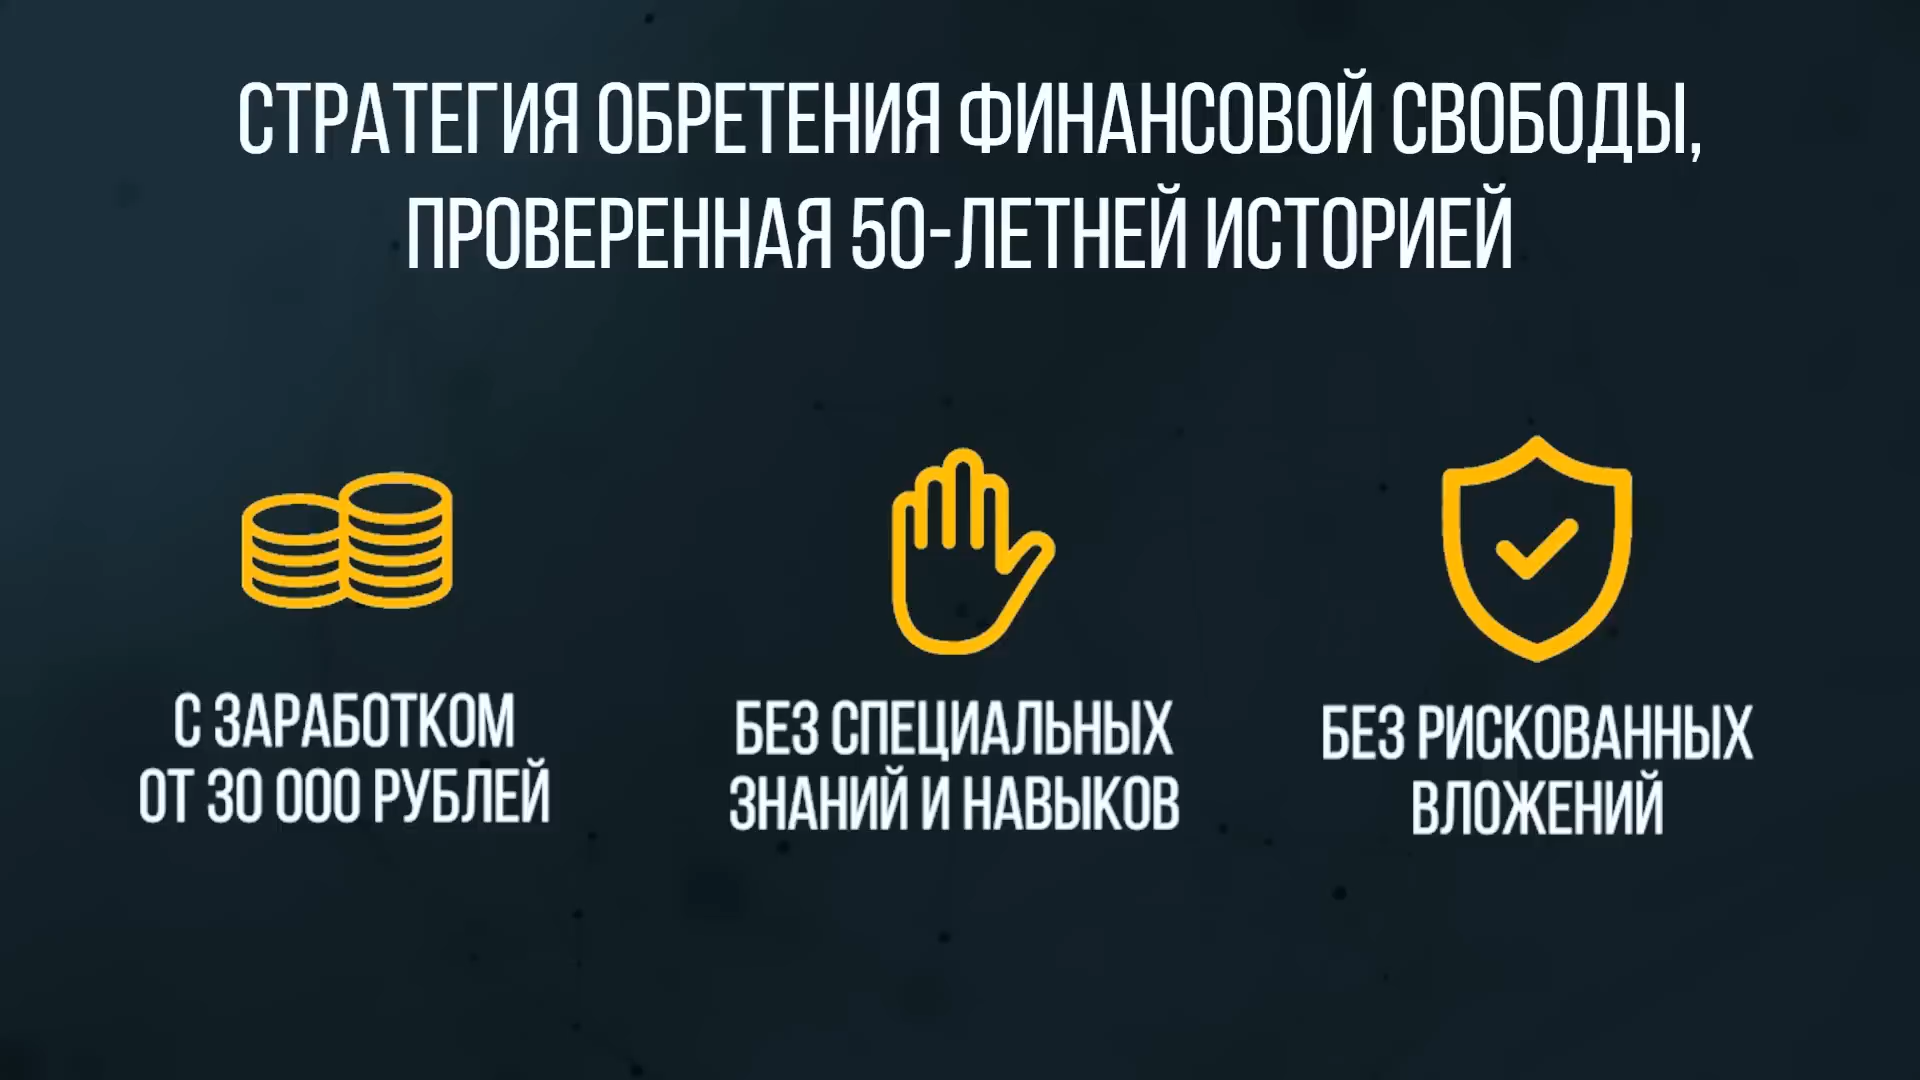 СТРАТЕГИЯ ОБРЕТЕНИЯ ФИНАНСОВОЙ СВОБОДЫ,
ПРОВЕРЕННАЯ 50-ЛЕТНЕЙ ИСТОРИЕЙ
С ЗАРАБОТКОМ
ОТ 30 000 РУБЛЕЙ
БЕЗ СПЕЦИАЛЬНЫХ
ЗНАНИЙ И НАВЫКОВ
БЕЗ РИСКОВАННЫХ
ВЛОЖЕНИЙ